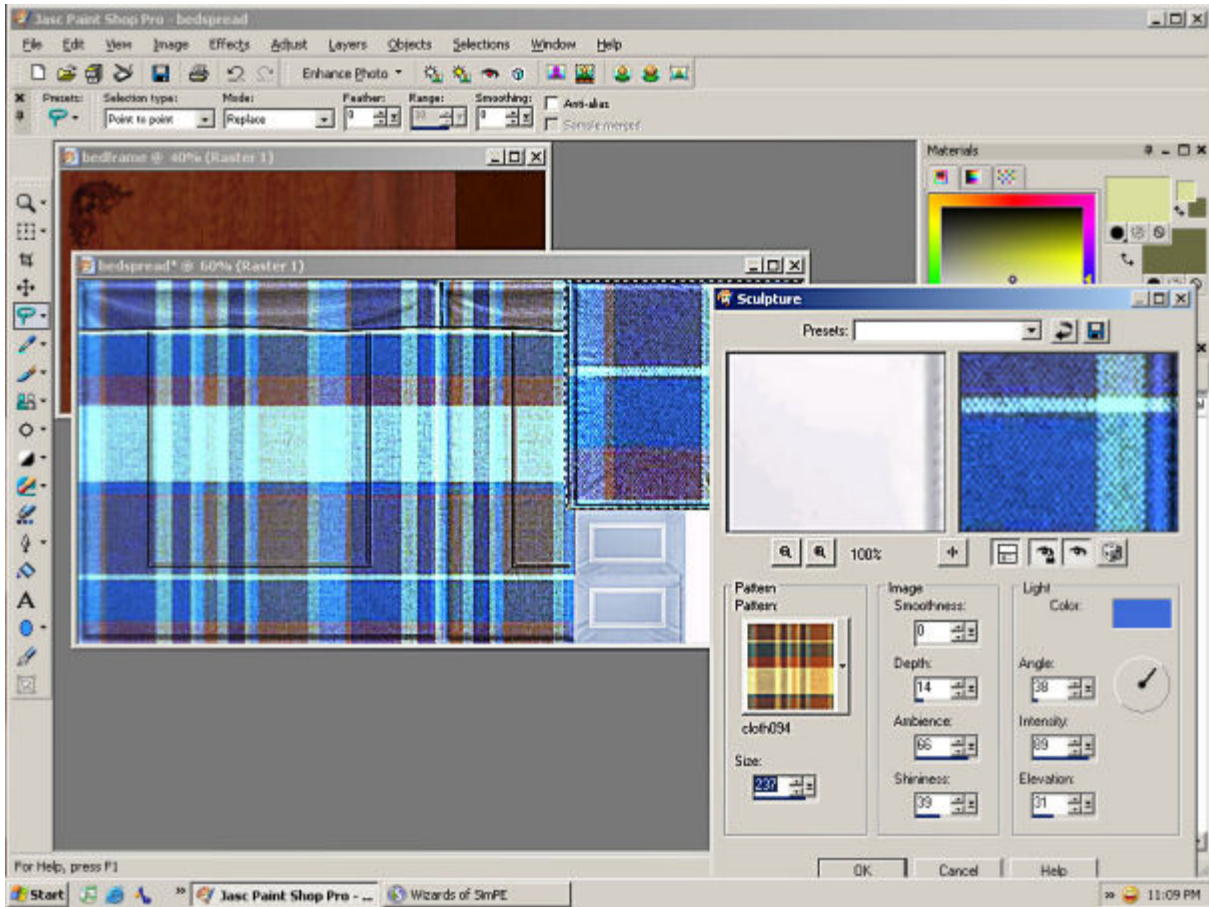 Jasc Paint Shop Pro - bedspread
File Edit View Image Effects Adjust Layers Objects Selections Window Help
Enhance Photo
Presets: Selection type: Mode: Feather: Range: Smoothing: Anti-alias
Point to point Replace 0 30 0 Sample merged
bedframe @ 40% (Raster 1)
Materials
bedspread* @ 60% (Raster 1)
Sculpture
Presets:
100%
Pattern Image Light
Pattern: Smoothness: Color:
0
Depth: Angle:
14 38
cloth094 Ambience: Intensity:
66 89
Size: Shininess: Elevation:
237 39 31
OK Cancel Help
For Help, press F1
Start Jasc Paint Shop Pro - ... Wizards of SimPE 11:09 PM